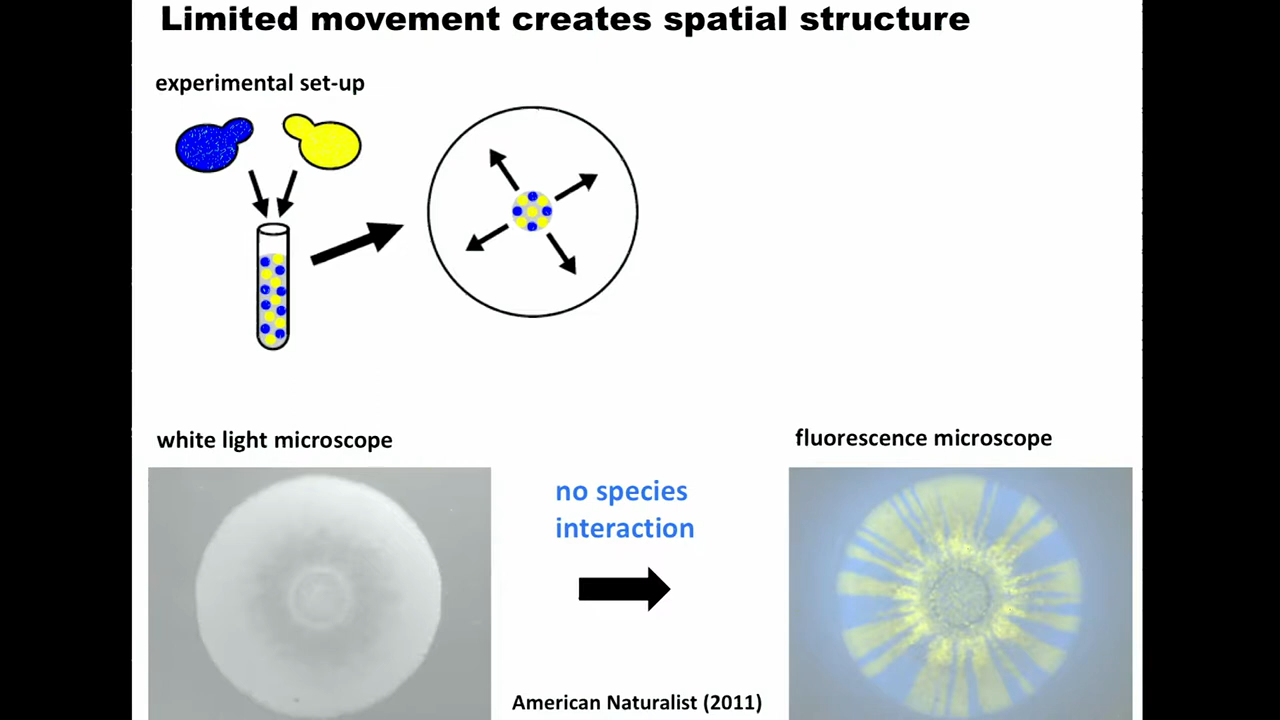 Limited movement creates spatial structure
experimental set-up
white light microscope
fluorescence microscope
no species
interaction
American Naturalist (2011)